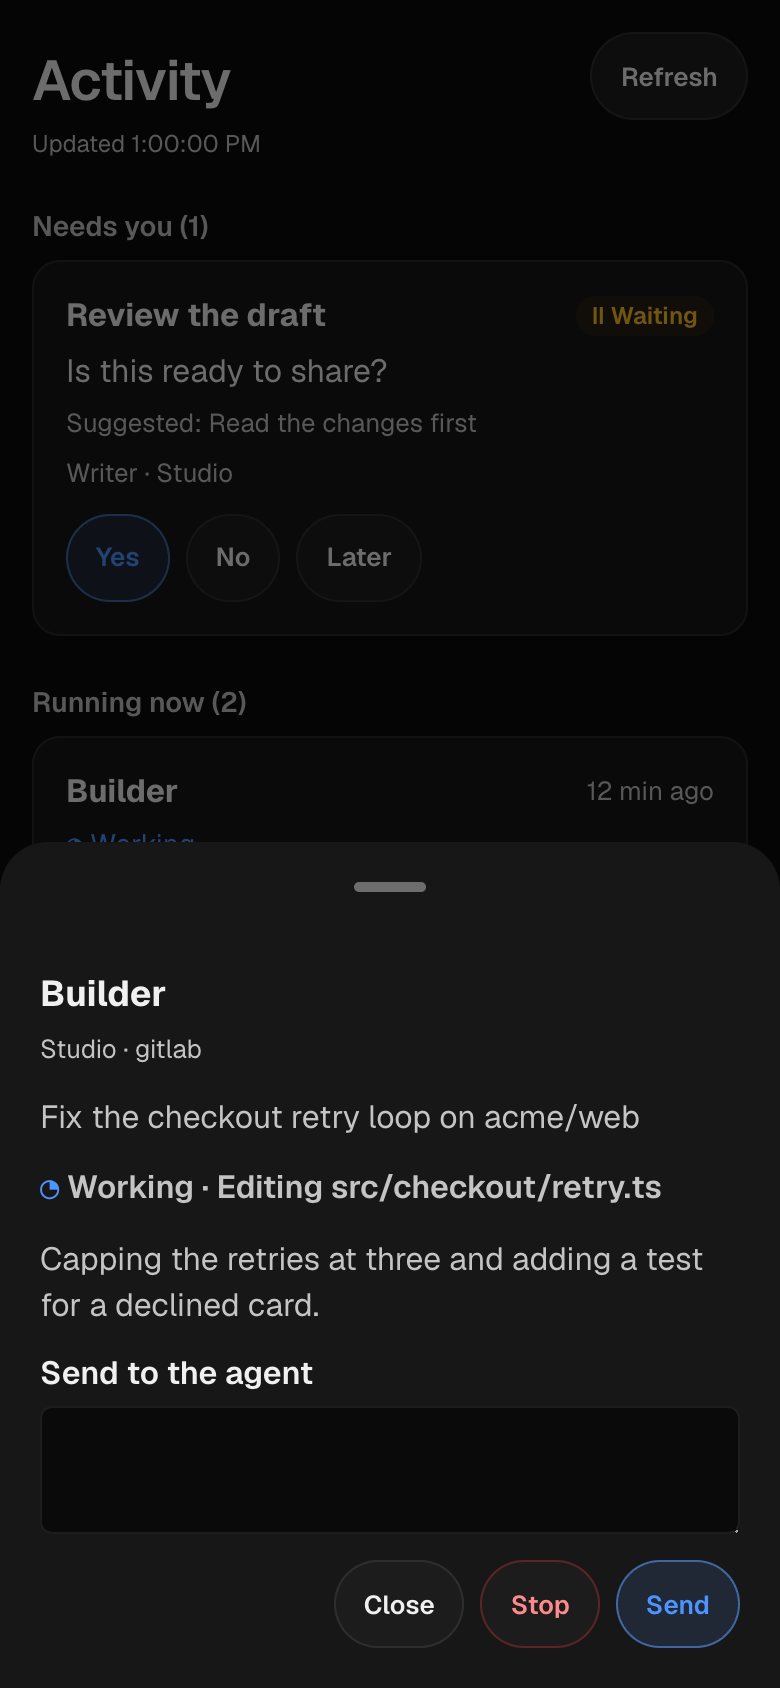 Activity
Refresh
Updated 1:00:00 PM
Needs you (1)
Review the draft
II Waiting
Is this ready to share?
Suggested: Read the changes first
Writer · Studio
Yes
No
Later
Running now (2)
Builder
12 min ago
Working
Builder
Studio · gitlab
Fix the checkout retry loop on acme/web
Working · Editing src/checkout/retry.ts
Capping the retries at three and adding a test
for a declined card.
Send to the agent
Close
Stop
Send